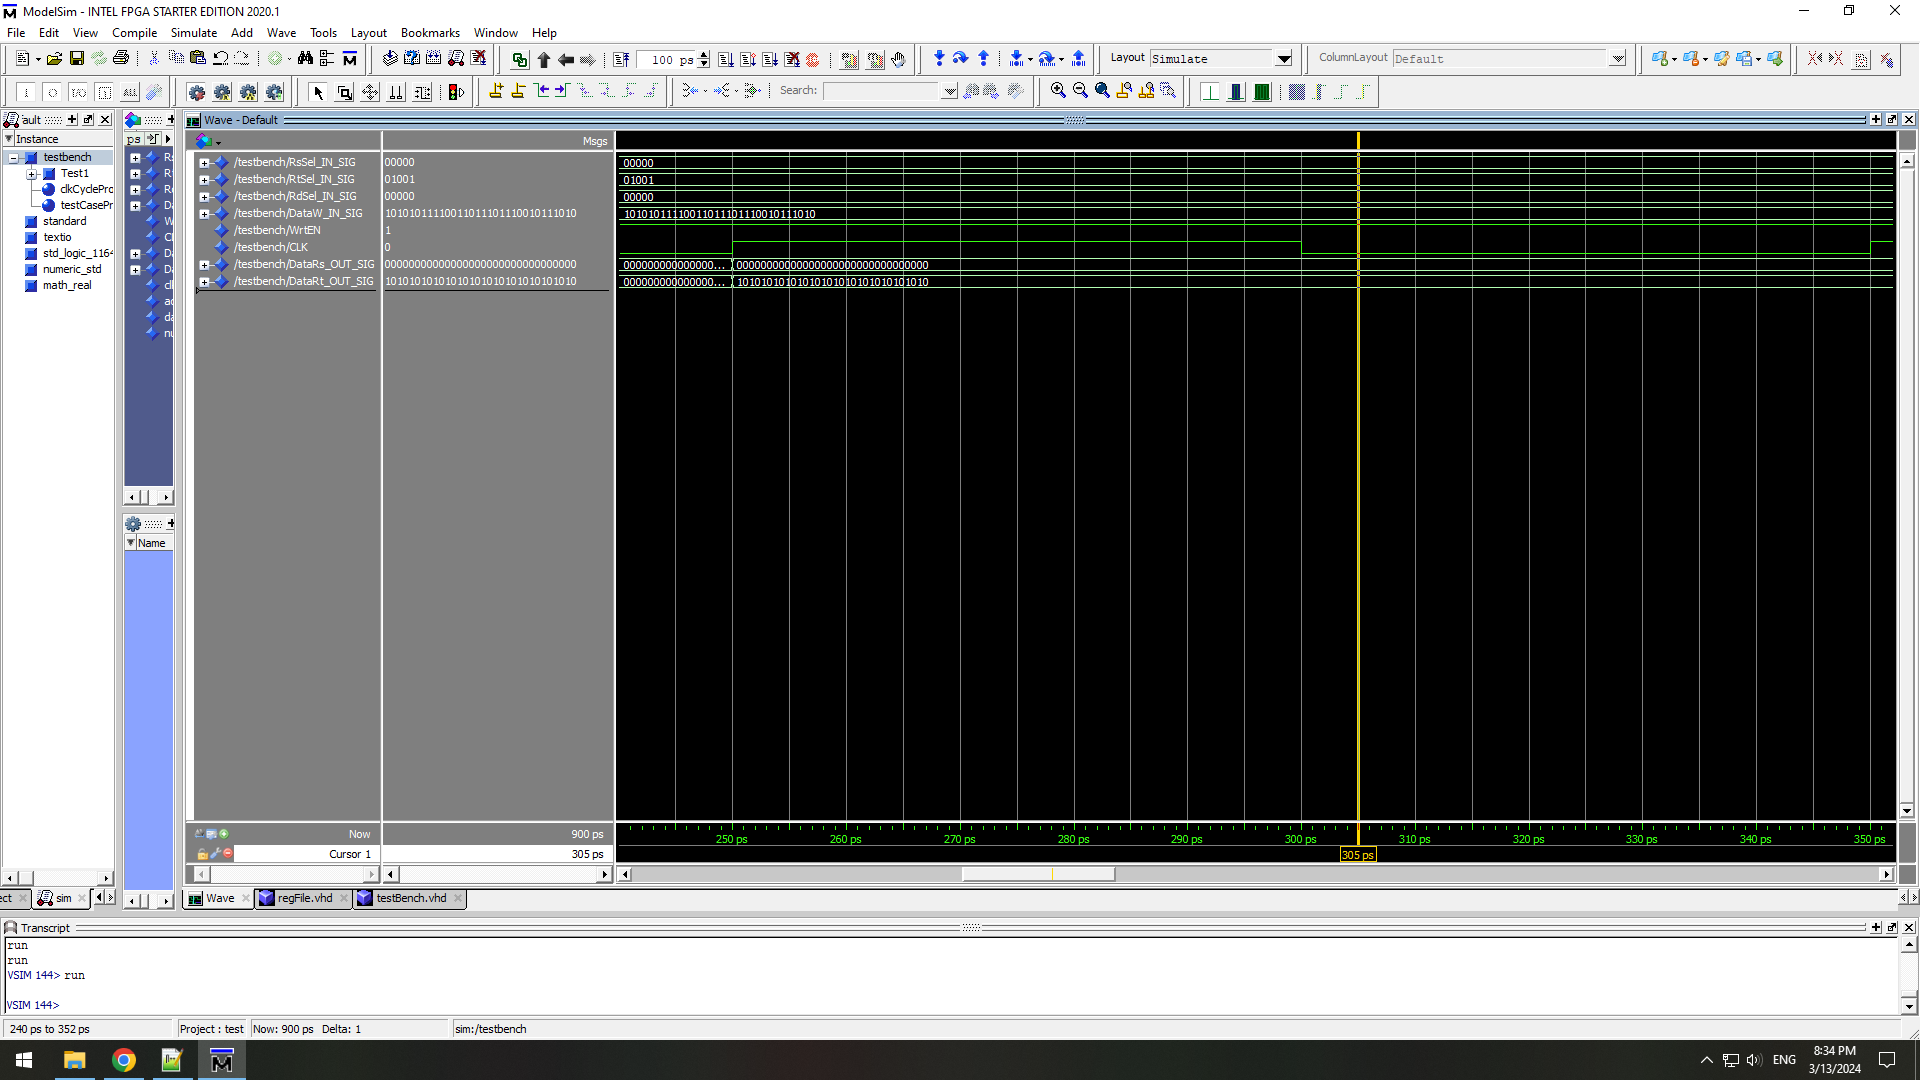 ModelSim - INTEL FPGA STARTER EDITION 2020.1
File Edit View Compile Simulate Add Wave Tools Layout Bookmarks Window Help
100 ps
Layout Simulate
ColumnLayout Default
Search:
ault
Instance
testbench
Test1
clkCyclePro
testCasePr
standard
textio
std_logic_1164
numeric_std
math_real
ps
Name
Wave - Default
Msgs
/testbench/RsSel_IN_SIG 00000 00000
/testbench/RtSel_IN_SIG 01001 01001
/testbench/RdSel_IN_SIG 00000 00000
/testbench/DataW_IN_SIG 10101011110011011101110010111010 10101011110011011101110010111010
/testbench/WrtEN 1
/testbench/CLK 0
/testbench/DataRs_OUT_SIG 00000000000000000000000000000000 000000000000000... 00000000000000000000000000000000
/testbench/DataRt_OUT_SIG 10101010101010101010101010101010 000000000000000... 10101010101010101010101010101010
Now 900 ps
250 ps 260 ps 270 ps 280 ps 290 ps 300 ps 310 ps 320 ps 330 ps 340 ps 350 ps
Cursor 1 305 ps
305 ps
ect sim
Wave regFile.vhd testBench.vhd
Transcript
run
run
VSIM 144> run
VSIM 144>
240 ps to 352 ps Project : test Now: 900 ps Delta: 1 sim:/testbench
ENG
8:34 PM
3/13/2024